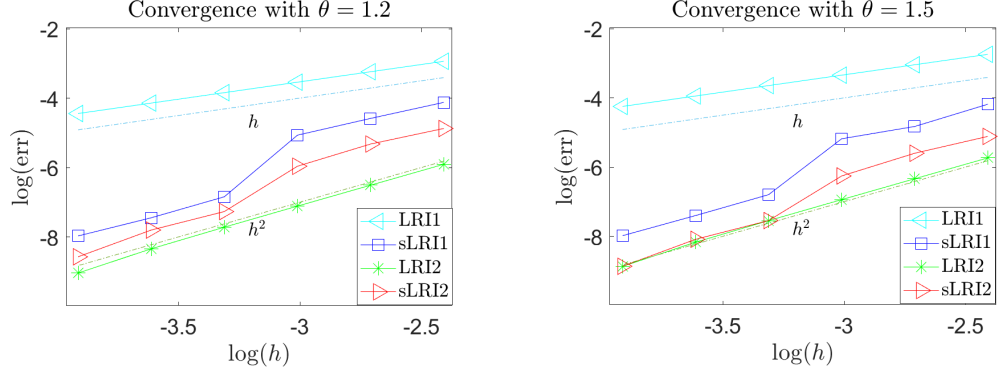 Convergence with θ = 1.2
-2
-4
-6
-8
log(err)
h
h²
LRI1
sLRI1
LRI2
sLRI2
-3.5
-3
-2.5
log(h)
Convergence with θ = 1.5
-2
-4
-6
-8
log(err)
h
h²
LRI1
sLRI1
LRI2
sLRI2
-3.5
-3
-2.5
log(h)